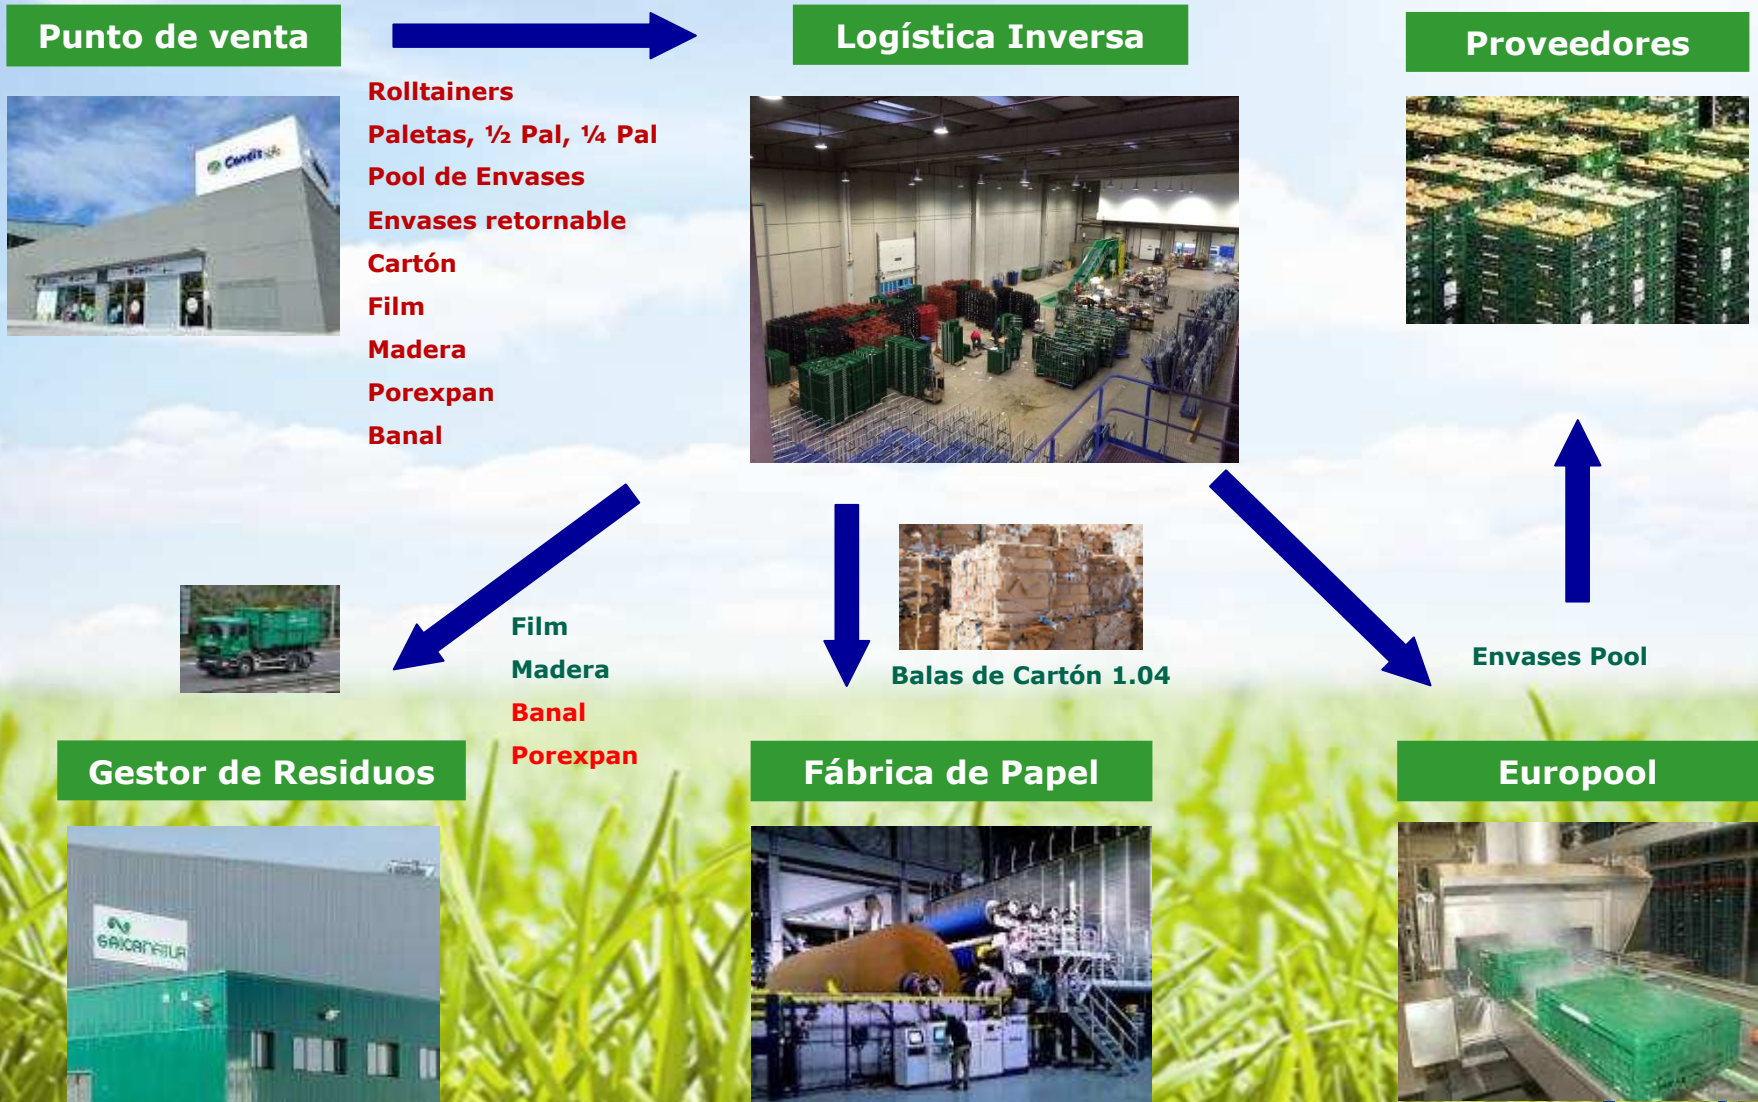 Punto de venta
Logística Inversa
Proveedores
Rolltainers
Paletas, ½ Pal, ¼ Pal
Pool de Envases
Envases retornable
Cartón
Film
Madera
Porexpan
Banal
Film
Madera
Banal
Porexpan
Balas de Cartón 1.04
Envases Pool
Gestor de Residuos
Fábrica de Papel
Europool
SAICANATUR